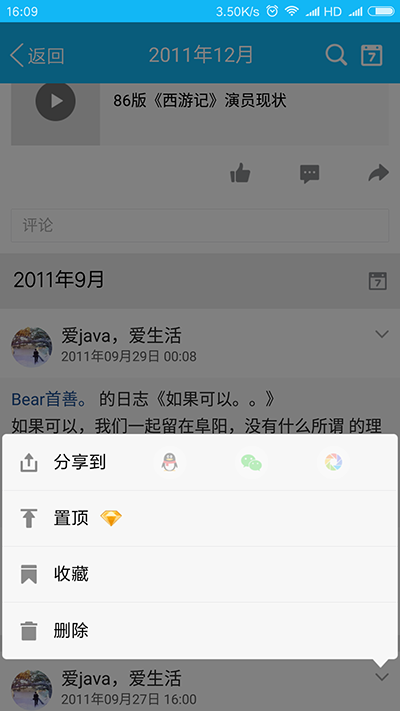 16:09 3.50K/s HD
返回 2011年12月
7
86版《西游记》演员现状
评论
2011年9月
7
爱java，爱生活
2011年09月29日 00:08
Bear首善。 的日志《如果可以。。》
如果可以，我们一起留在阜阳，没有什么所谓 的理
分享到
置顶
收藏
删除
爱java，爱生活
2011年09月27日 16:00